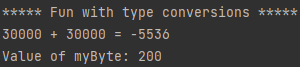 ***** Fun with type conversions *****
30000 + 30000 = -5536
Value of myByte: 200